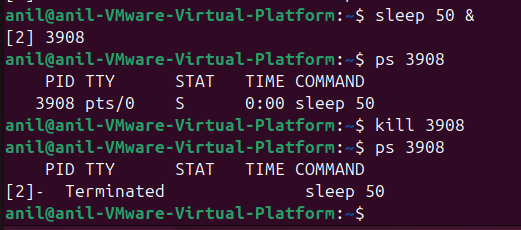 anil@anil-VMware-Virtual-Platform:~$ sleep 50 &
[2] 3908
anil@anil-VMware-Virtual-Platform:~$ ps 3908
    PID TTY      STAT   TIME COMMAND
   3908 pts/0    S      0:00 sleep 50
anil@anil-VMware-Virtual-Platform:~$ kill 3908
anil@anil-VMware-Virtual-Platform:~$ ps 3908
    PID TTY      STAT   TIME COMMAND
[2]-  Terminated              sleep 50
anil@anil-VMware-Virtual-Platform:~$